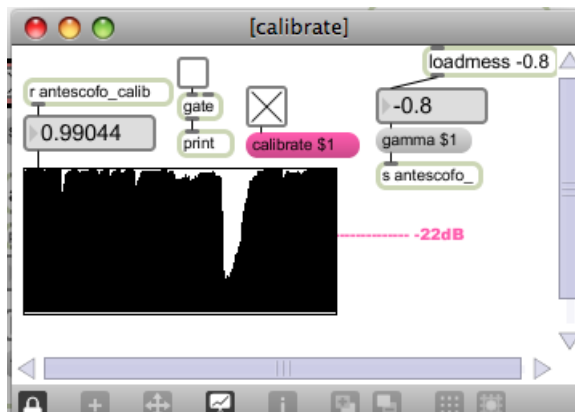 [calibrate]
loadmess -0.8
r antescofo_calib
gate
-0.8
0.99044
print
calibrate $1
gamma $1
s antescofo_
-22dB